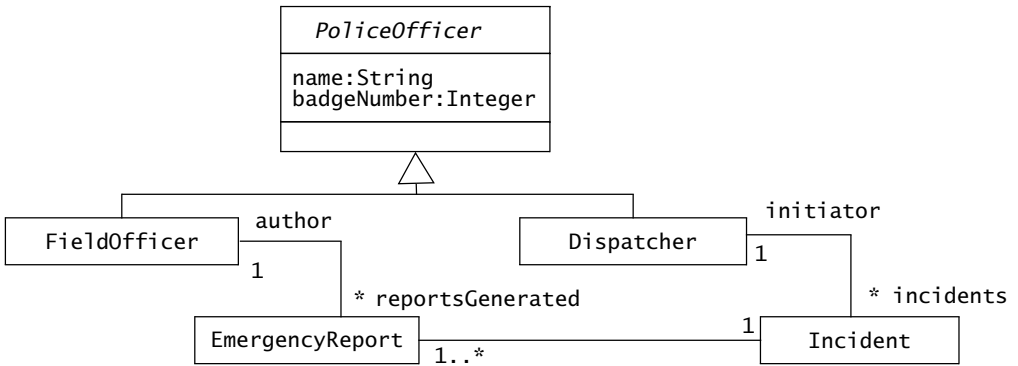 PoliceOfficer
name:String
badgeNumber:Integer
FieldOfficer
author
1
* reportsGenerated
Dispatcher
initiator
1
* incidents
EmergencyReport
1..*
1
Incident